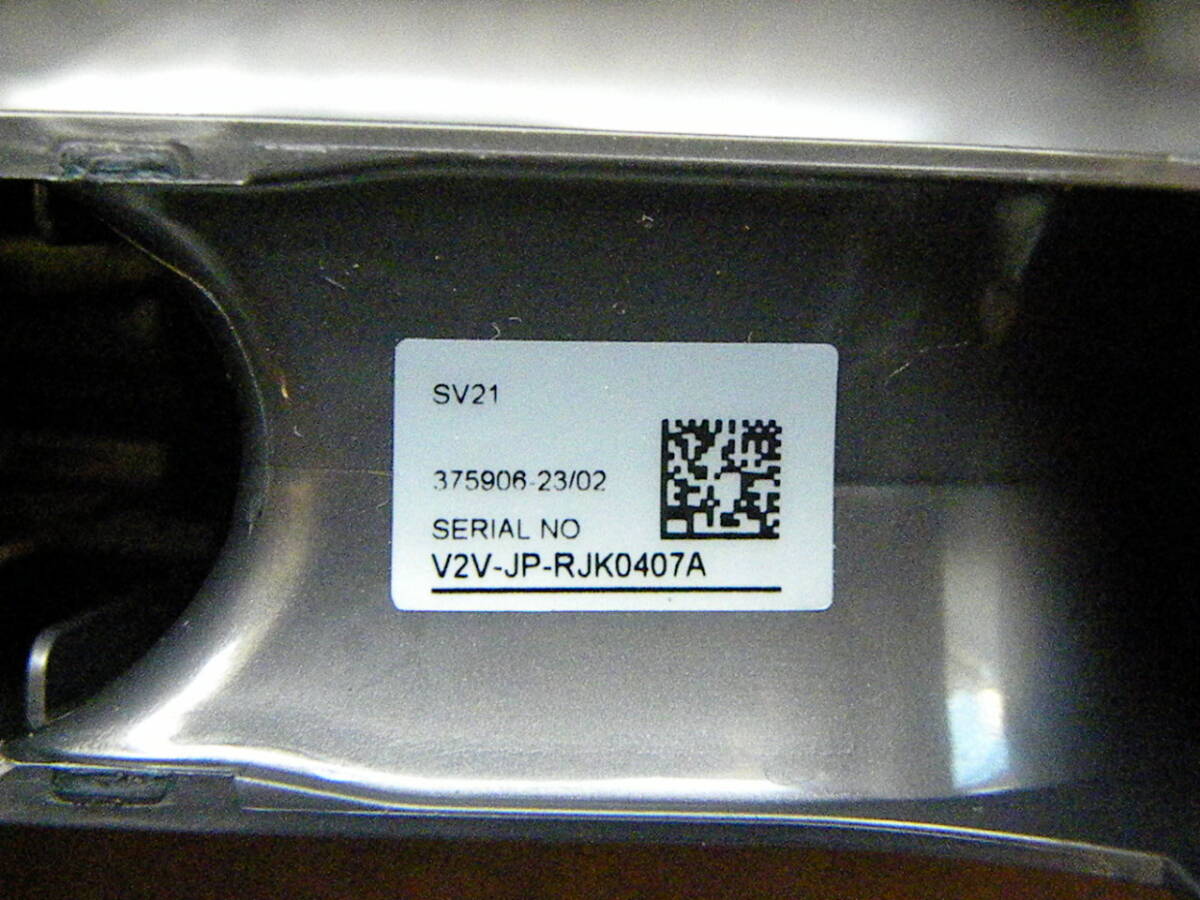 SV21
375906-23/02
SERIAL NO
V2V-JP-RJK0407A